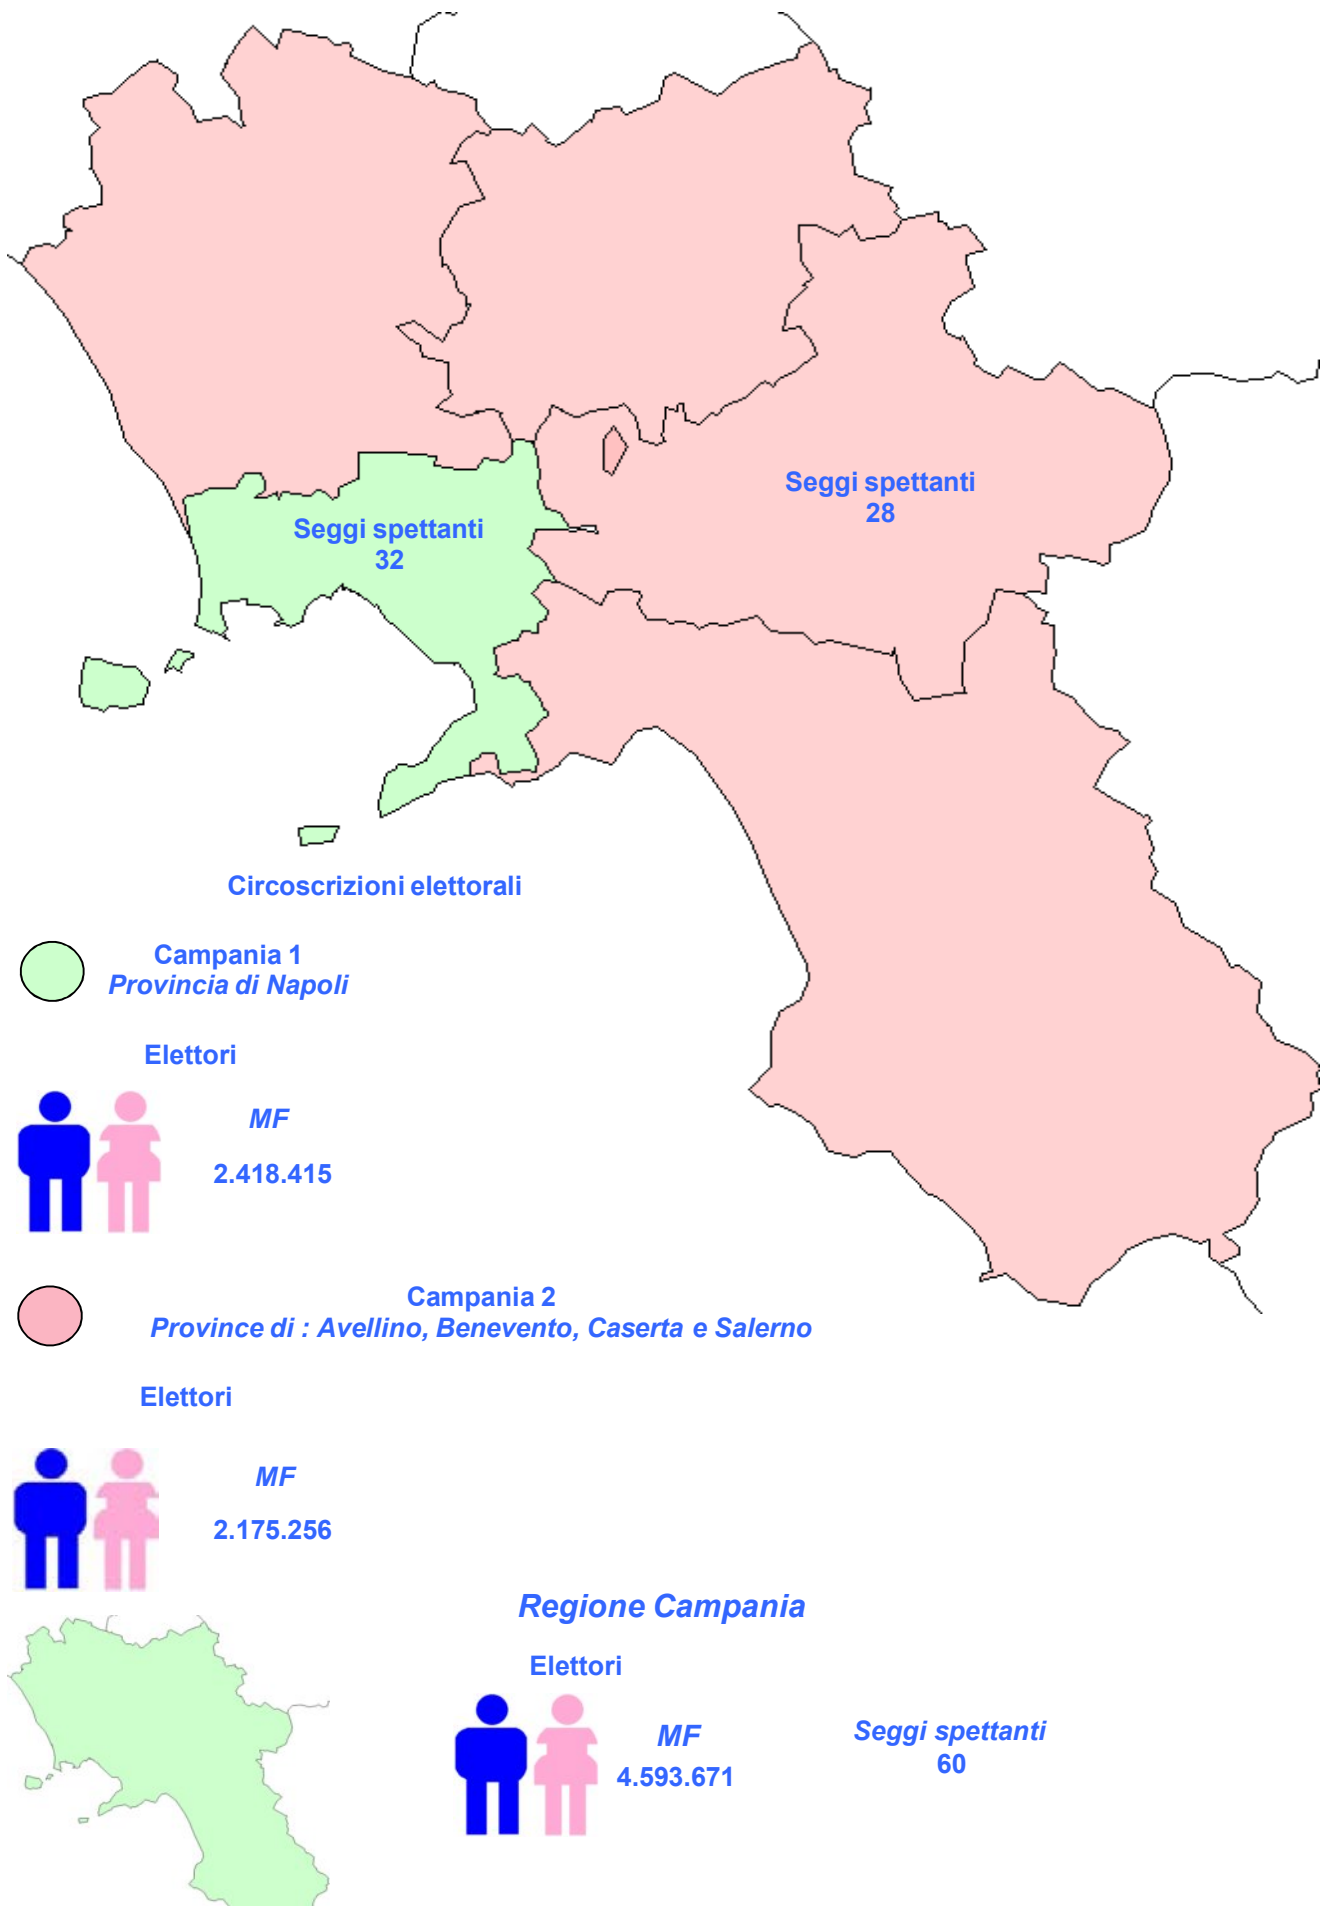 Seggi spettanti
28
Seggi spettanti
32
Circoscrizioni elettorali
Campania 1
Provincia di Napoli
Elettori
MF
2.418.415
Campania 2
Province di : Avellino, Benevento, Caserta e Salerno
Elettori
MF
2.175.256
Regione Campania
Elettori
MF
4.593.671
Seggi spettanti
60